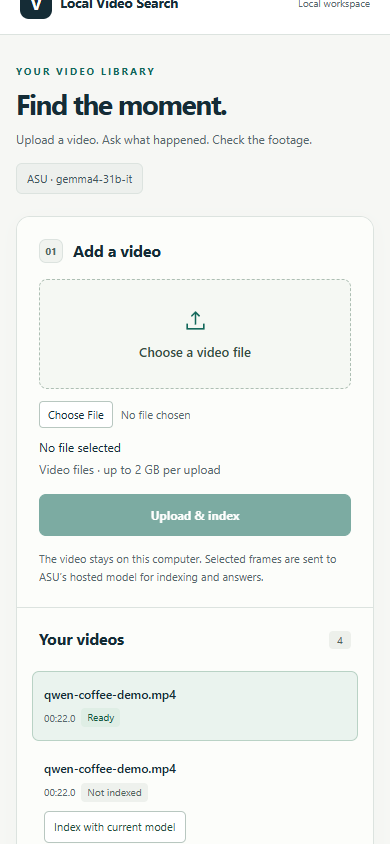 V Local Video Search Local workspace
YOUR VIDEO LIBRARY
Find the moment.
Upload a video. Ask what happened. Check the footage.
ASU · gemma4-31b-it
01 Add a video
Choose a video file
Choose File No file chosen
No file selected
Video files · up to 2 GB per upload
Upload & index
The video stays on this computer. Selected frames are sent to
ASU's hosted model for indexing and answers.
Your videos 4
qwen-coffee-demo.mp4
00:22.0 Ready
qwen-coffee-demo.mp4
00:22.0 Not indexed
Index with current model